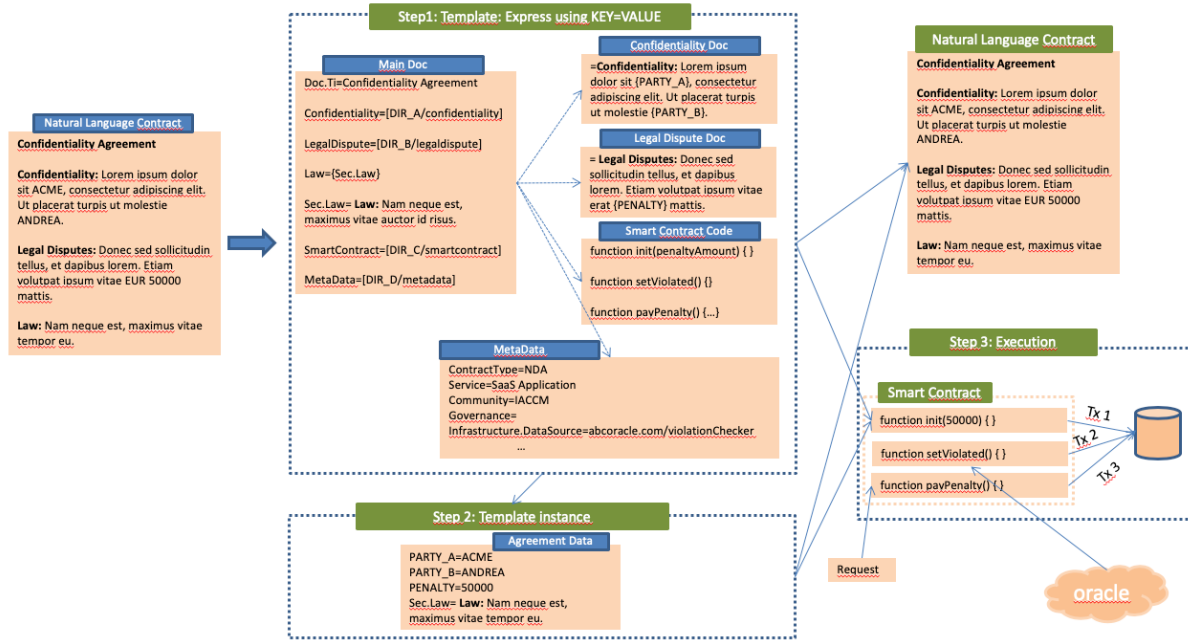 Natural Language Contract
Confidentiality Agreement
Confidentiality: Lorem ipsum dolor
sit ACME, consectetur adipiscing elit.
Ut placerat turpis ut molestie
ANDREA.
Legal Disputes: Donec sed sollicitudin
tellus, et dapibus lorem. Etiam
volutpat ipsum vitae EUR 50000
mattis.
Law: Nam neque est, maximus vitae
tempor eu.
Step1: Template: Express using KEY=VALUE
Main Doc
Doc.Ti=Confidentiality Agreement
Confidentiality=[DIR_A/confidentiality]
LegalDispute=[DIR_B/legaldispute]
Law={Sec.Law}
Sec.Law= Law: Nam neque est,
maximus vitae auctor id risus.
SmartContract=[DIR_C/smartcontract]
MetaData=[DIR_D/metadata]
Confidentiality Doc
=Confidentiality: Lorem ipsum
dolor sit {PARTY_A}, consectetur
adipiscing elit. Ut placerat turpis
ut molestie {PARTY_B}.
Legal Dispute Doc
= Legal Disputes: Donec sed
sollicitudin tellus, et dapibus
lorem. Etiam volutpat ipsum vitae
erat {PENALTY} mattis.
Smart Contract Code
function init(penaltyAmount) { }
function setViolated() {}
function payPenalty() {...}
MetaData
ContractType=NDA
Service=SaaS Application
Community=IACCM
Governance=
Infrastructure.DataSource=abcoracle.com/violationChecker
...
Step 2: Template instance
Agreement Data
PARTY_A=ACME
PARTY_B=ANDREA
PENALTY=50000
Sec.Law= Law: Nam neque est,
maximus vitae tempor eu.
Natural Language Contract
Confidentiality Agreement
Confidentiality: Lorem ipsum dolor
sit ACME, consectetur adipiscing elit.
Ut placerat turpis ut molestie
ANDREA.
Legal Disputes: Donec sed sollicitudin
tellus, et dapibus lorem. Etiam
volutpat ipsum vitae EUR 50000
mattis.
Law: Nam neque est, maximus vitae
tempor eu.
Step 3: Execution
Smart Contract
function init(50000) { }
function setViolated() { }
function payPenalty() { }
Tx 1
Tx 2
Tx 3
Request
oracle